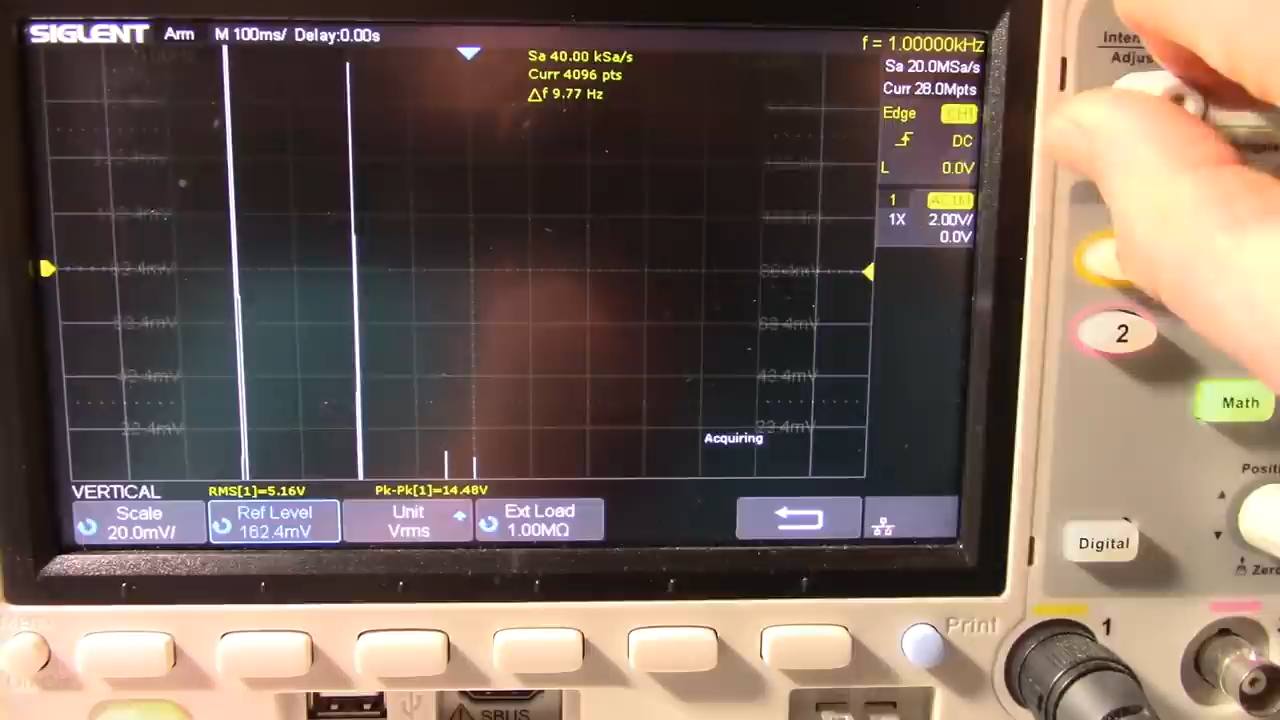 SIGLENT Arm M 100ms/ Delay:0.00s
f = 1.00000kHz
Sa 40.00 kSa/s
Curr 4096 pts
△f 9.77 Hz
Sa 20.0MSa/s
Curr 28.0Mpts
Edge CH1
DC
L 0.0V
1
1X 2.00V/
0.0V
Acquiring
VERTICAL RMS[1]=5.16V Pk-Pk[1]=14.48V
Scale
20.0mV/
Ref Level
162.4mV
Unit
Vrms
Ext Load
1.00MΩ
2
Math
Digital
Zero
Print
1
SBUS